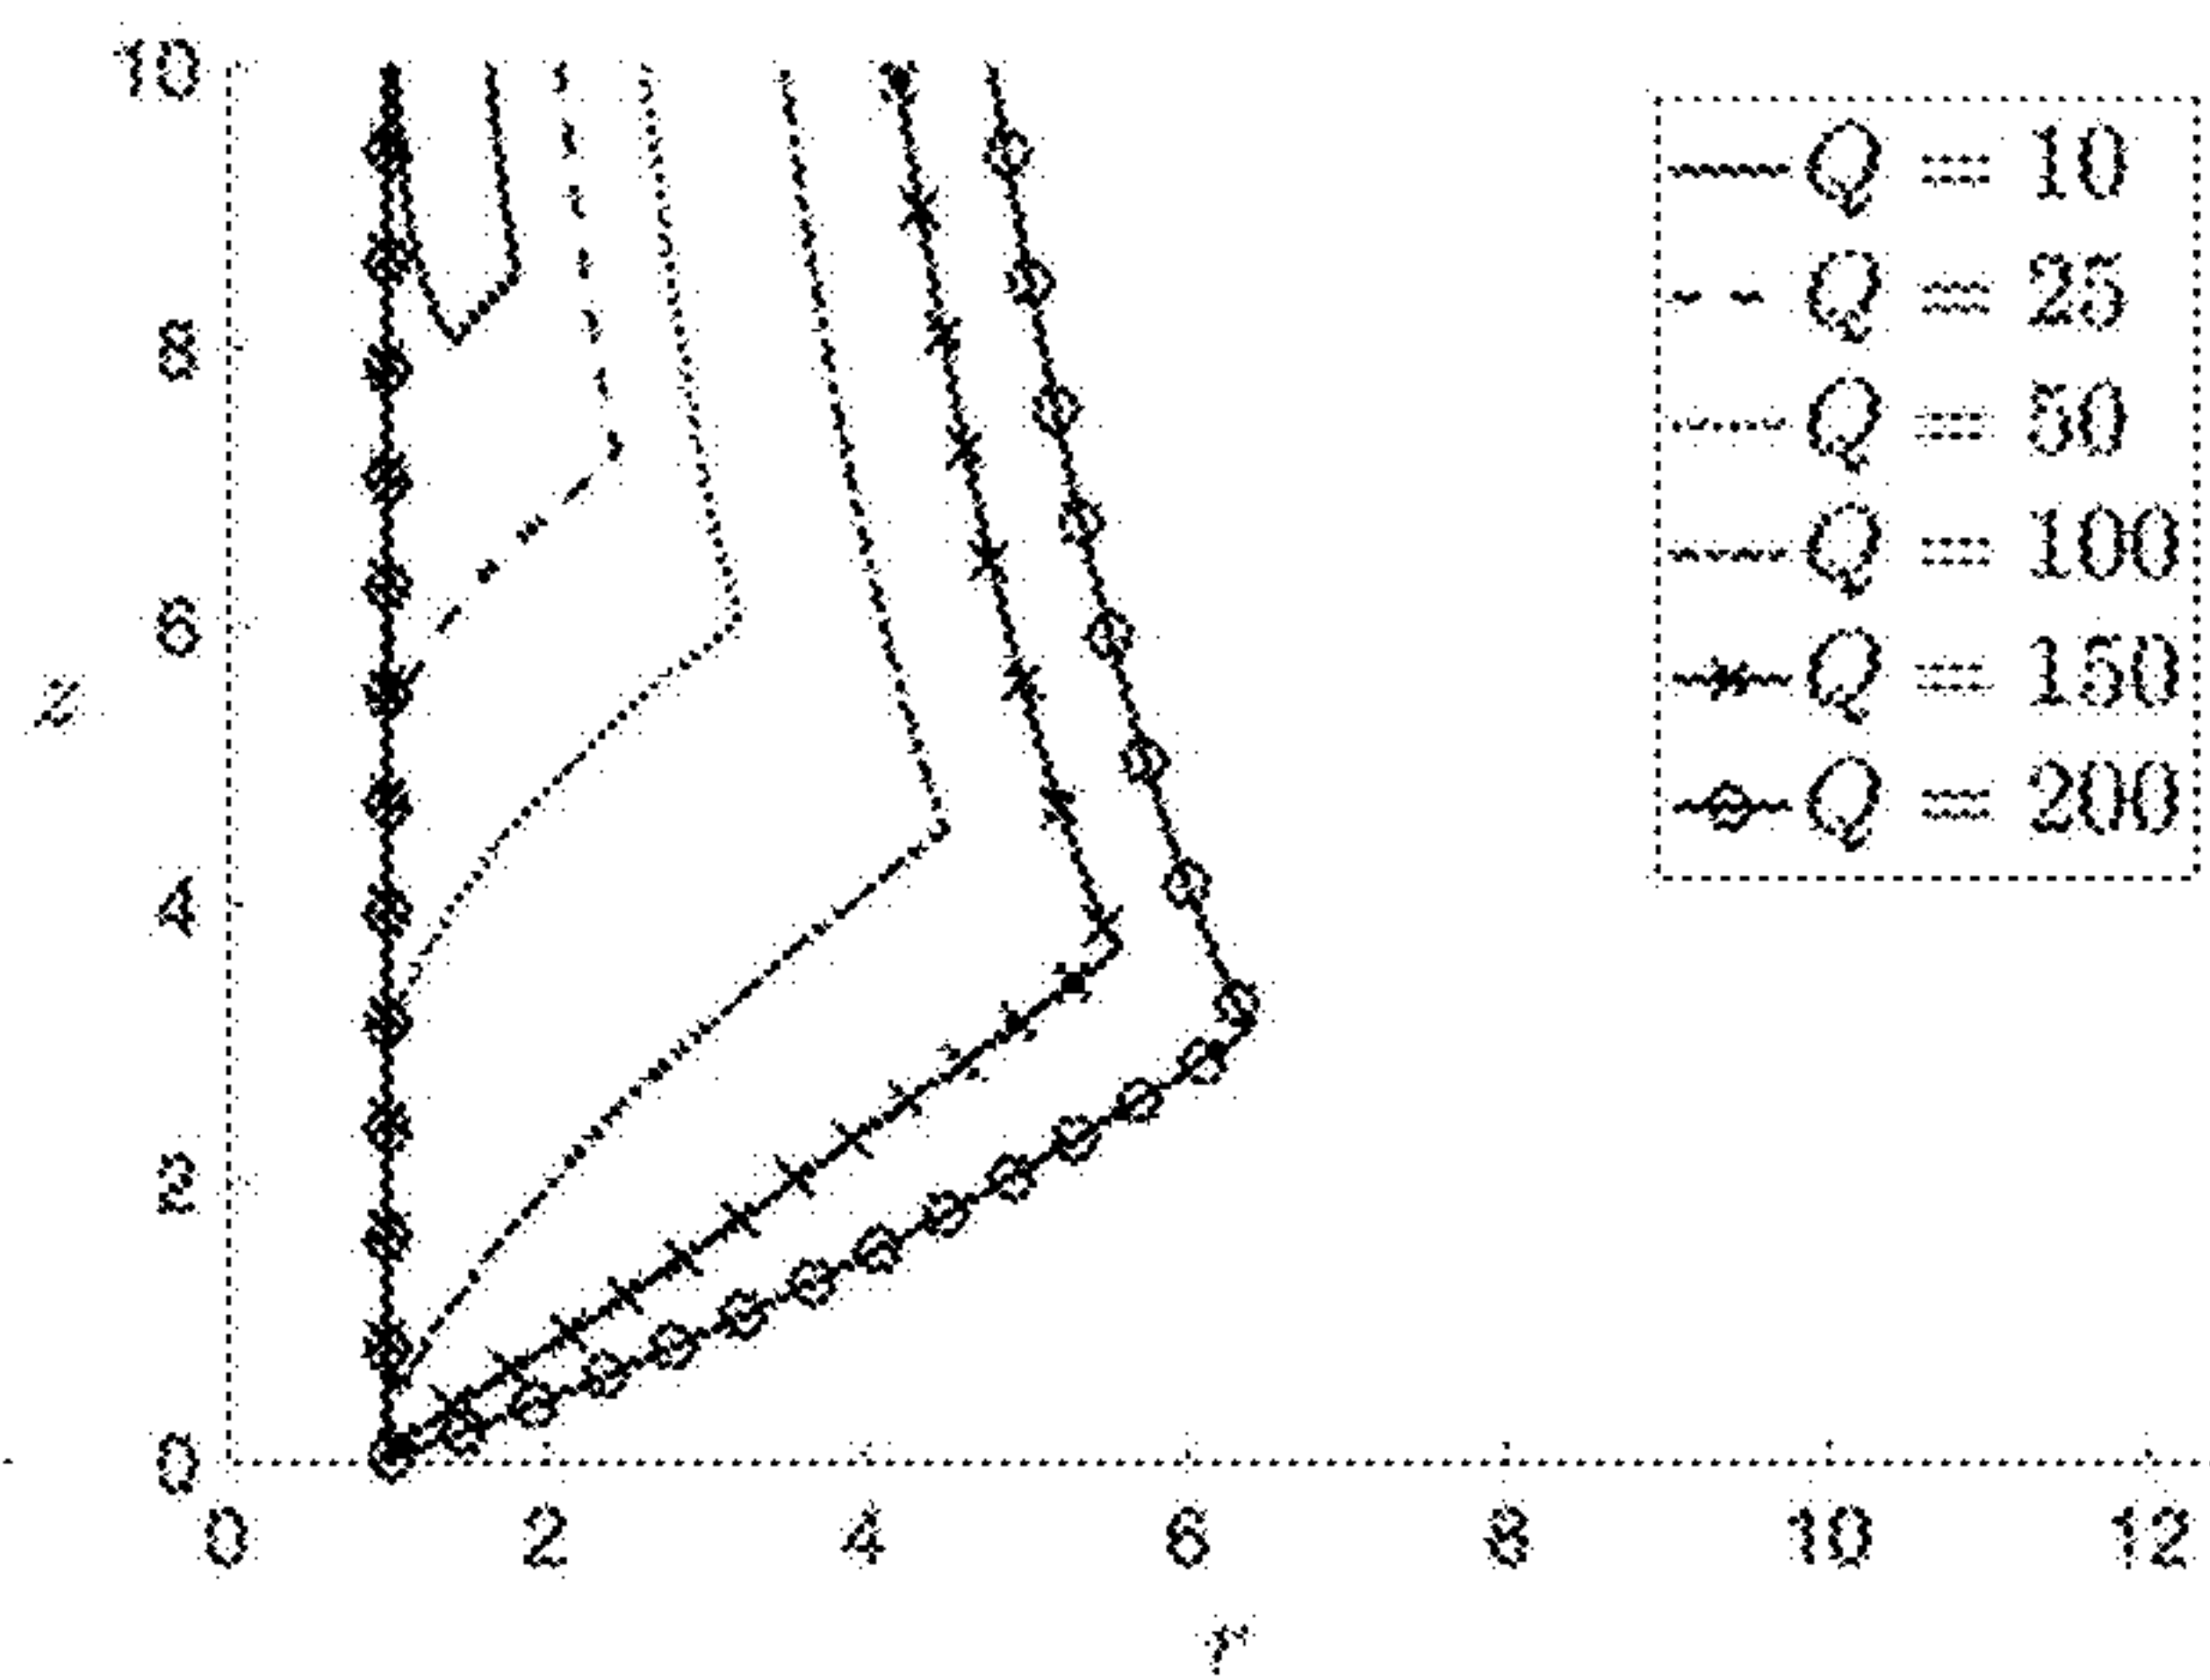 10
8
6
4
2
0
z
0 2 4 6 8 10 12
r
Q = 10
Q = 25
Q = 50
Q = 100
Q = 150
Q = 200